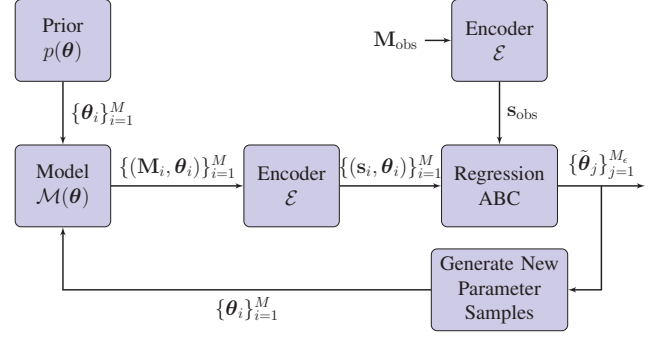 Prior
p(θ)
M_obs
Encoder
ℰ
{θ_i}_{i=1}^M
s_obs
Model
ℳ(θ)
{(M_i, θ_i)}_{i=1}^M
Encoder
ℰ
{(s_i, θ_i)}_{i=1}^M
Regression
ABC
{θ̃_j}_{j=1}^{M_ϵ}
Generate New
Parameter
Samples
{θ_i}_{i=1}^M